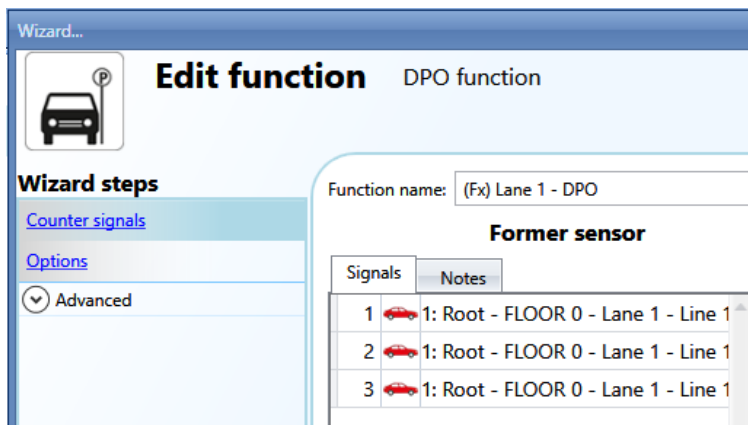 Wizard...
Edit function
DPO function
Wizard steps
Counter signals
Options
Advanced
Function name: (Fx) Lane 1 - DPO
Former sensor
Signals
Notes
1 1: Root - FLOOR 0 - Lane 1 - Line 1
2 1: Root - FLOOR 0 - Lane 1 - Line 1
3 1: Root - FLOOR 0 - Lane 1 - Line 1